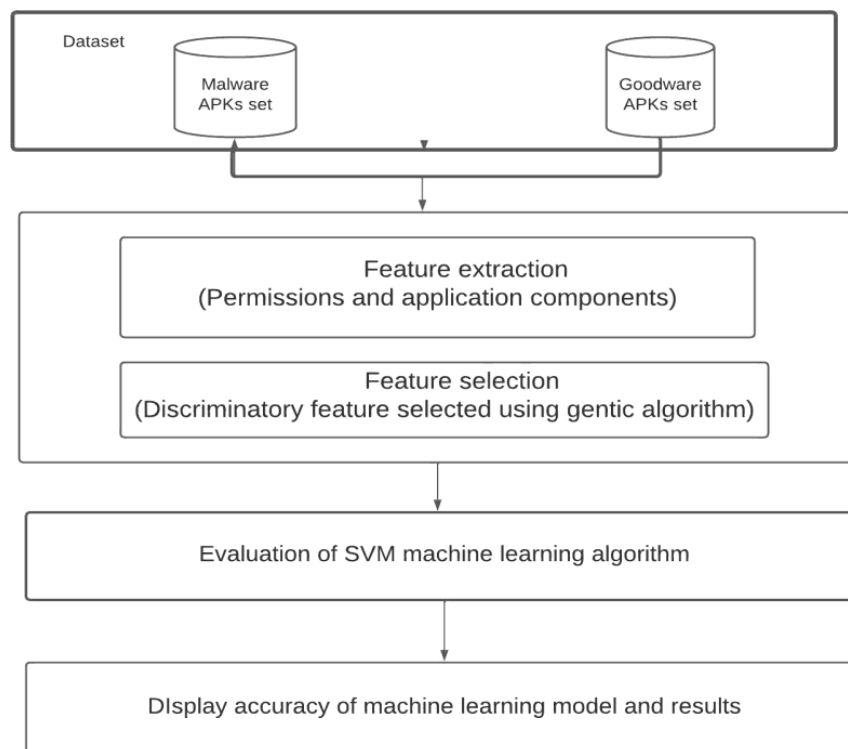 Dataset
Malware
APKs set
Goodware
APKs set
Feature extraction
(Permissions and application components)
Feature selection
(Discriminatory feature selected using gentic algorithm)
Evaluation of SVM machine learning algorithm
DIsplay accuracy of machine learning model and results